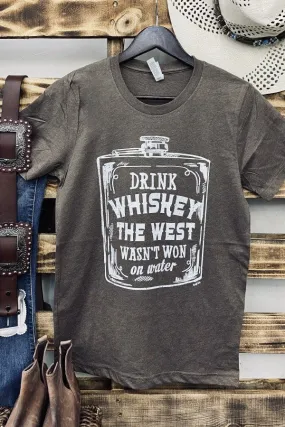 DRINK
WHISKEY
THE WEST
WASN'T WON
on water